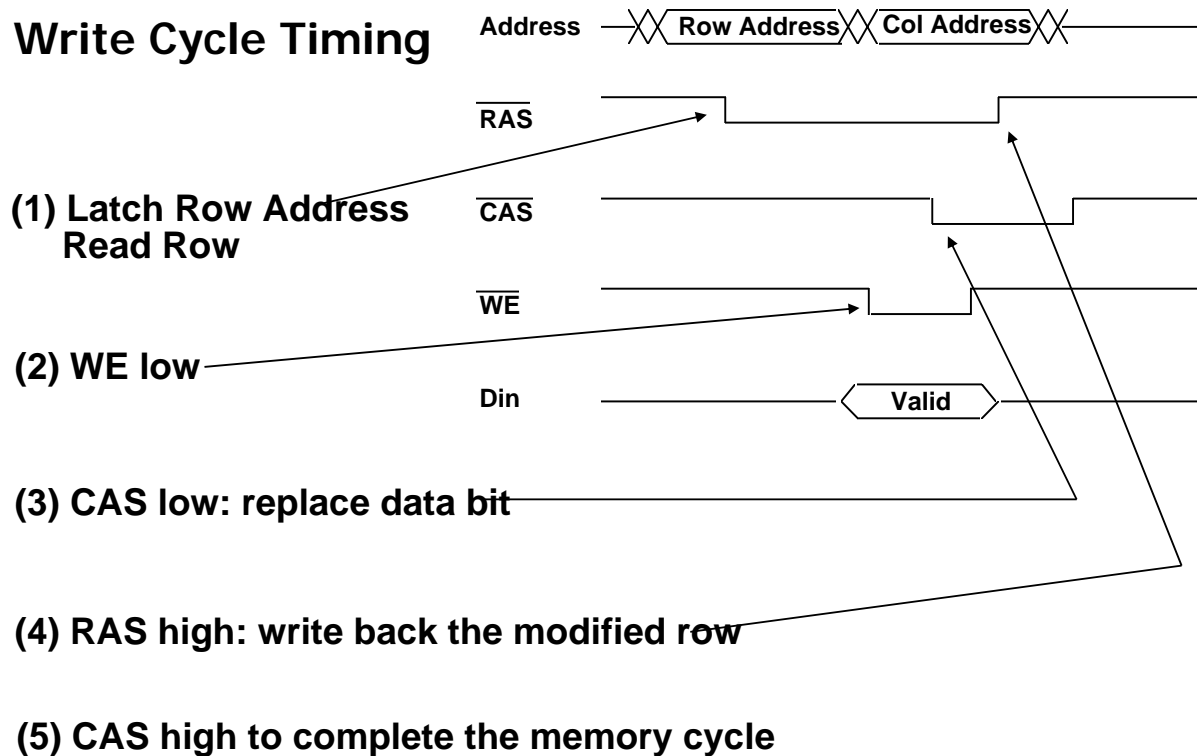 Write Cycle Timing
Address
Row Address
Col Address
RAS
(1) Latch Row Address
Read Row
CAS
WE
(2) WE low
Din
Valid
(3) CAS low: replace data bit
(4) RAS high: write back the modified row
(5) CAS high to complete the memory cycle